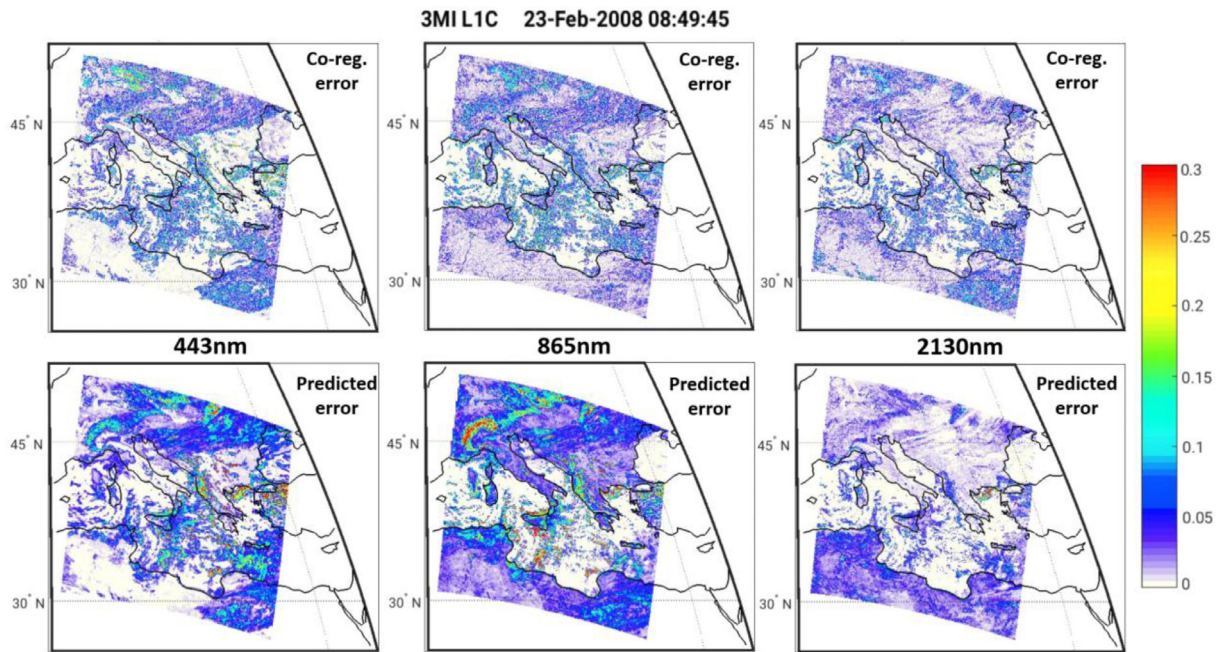 3MI L1C 23-Feb-2008 08:49:45
Co-reg. error
Co-reg. error
Co-reg. error
45° N
45° N
45° N
30° N
30° N
30° N
443nm
865nm
2130nm
Predicted error
Predicted error
Predicted error
45° N
45° N
45° N
30° N
30° N
30° N
0.3
0.25
0.2
0.15
0.1
0.05
0